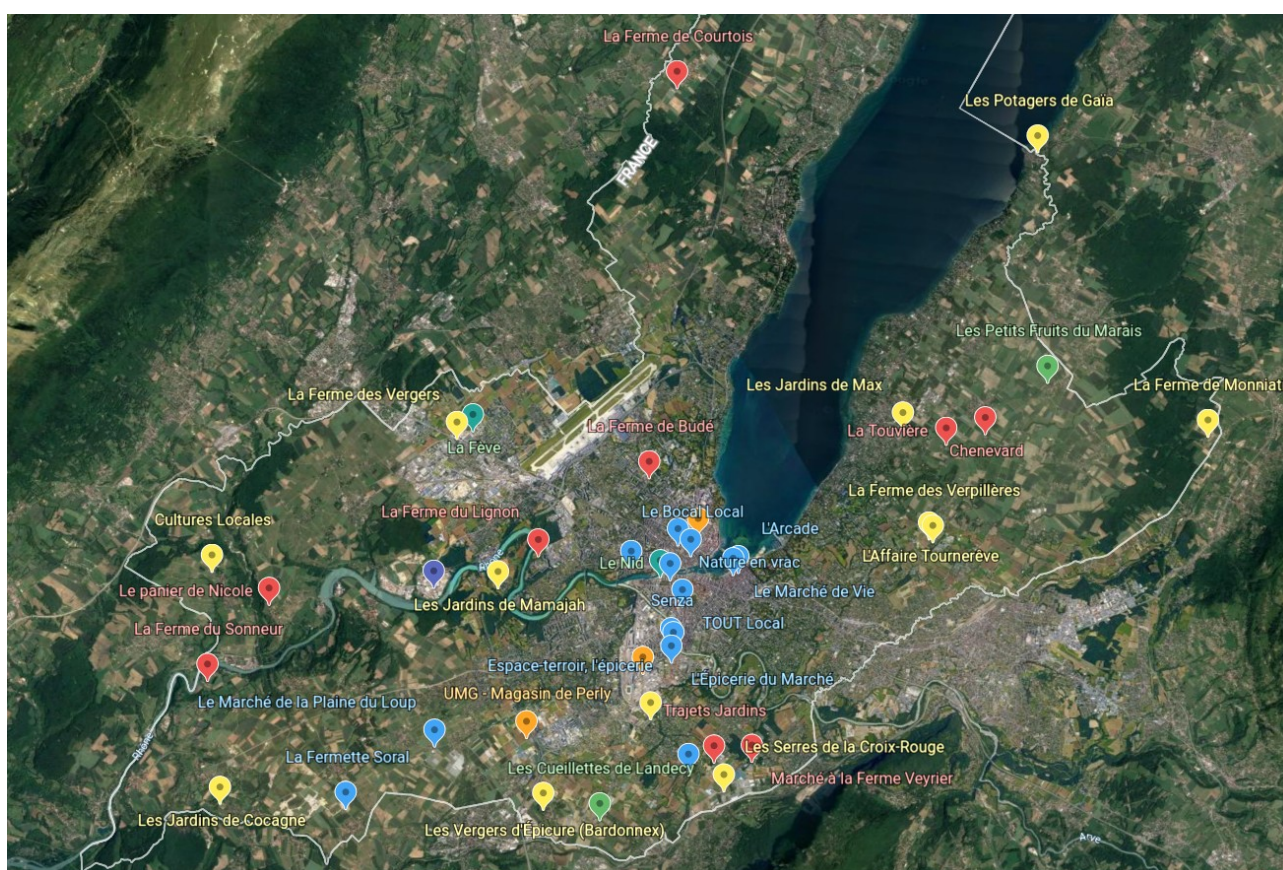 La Ferme de Courtois
Les Potagers de Gaïa
FRANCE
Les Petits Fruits du Marais
Les Jardins de Max
La Ferme de Monniat
La Ferme des Vergers
La Touvière
La Ferme de Budé
La Fève
Chenevard
La Ferme des Verpillères
La Ferme du Lignon
Le Bocal Local
Cultures Locales
L'Arcade
L'Affaire Tournerêve
Rhône
Le Nid
Nature en vrac
Le panier de Nicole
Le Marché de Vie
Les Jardins de Mamajah
Senza
La Ferme du Sonneur
TOUT Local
Espace-terroir, l'épicerie
L'Épicerie du Marché
UMG - Magasin de Perly
Le Marché de la Plaine du Loup
Trajets Jardins
Rhône
La Fermette Soral
Les Serres de la Croix-Rouge
Les Cueillettes de Landecy
Marché à la Ferme Veyrier
Les Jardins de Cocagne
Les Vergers d'Épicure (Bardonnex)
Arve